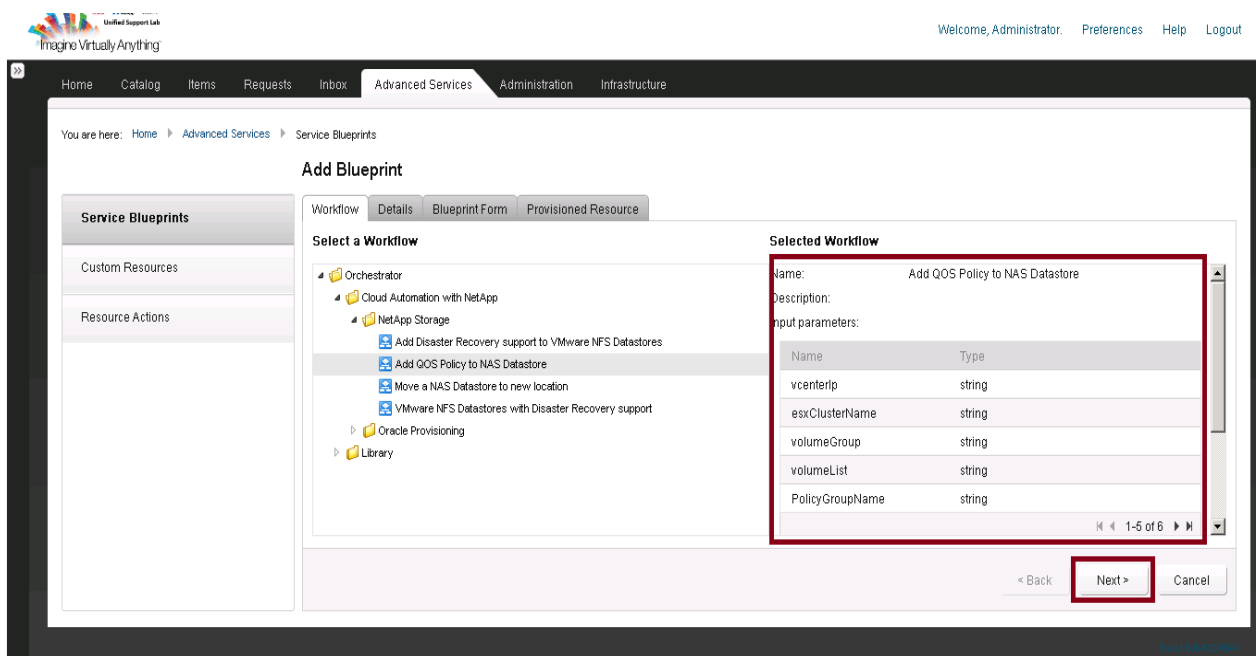 Unified Support Lab
Imagine Virtually Anything
Welcome, Administrator. Preferences Help Logout
Home Catalog Items Requests Inbox Advanced Services Administration Infrastructure
You are here: Home Advanced Services Service Blueprints
Add Blueprint
Service Blueprints
Custom Resources
Resource Actions
Workflow Details Blueprint Form Provisioned Resource
Select a Workflow
Orchestrator
Cloud Automation with NetApp
NetApp Storage
Add Disaster Recovery support to VMware NFS Datastores
Add QOS Policy to NAS Datastore
Move a NAS Datastore to new location
VMware NFS Datastores with Disaster Recovery support
Oracle Provisioning
Library
Selected Workflow
Name: Add QOS Policy to NAS Datastore
Description:
Input parameters:
Name Type
vcenterIp string
esxClusterName string
volumeGroup string
volumeList string
PolicyGroupName string
1-5 of 6
< Back Next > Cancel